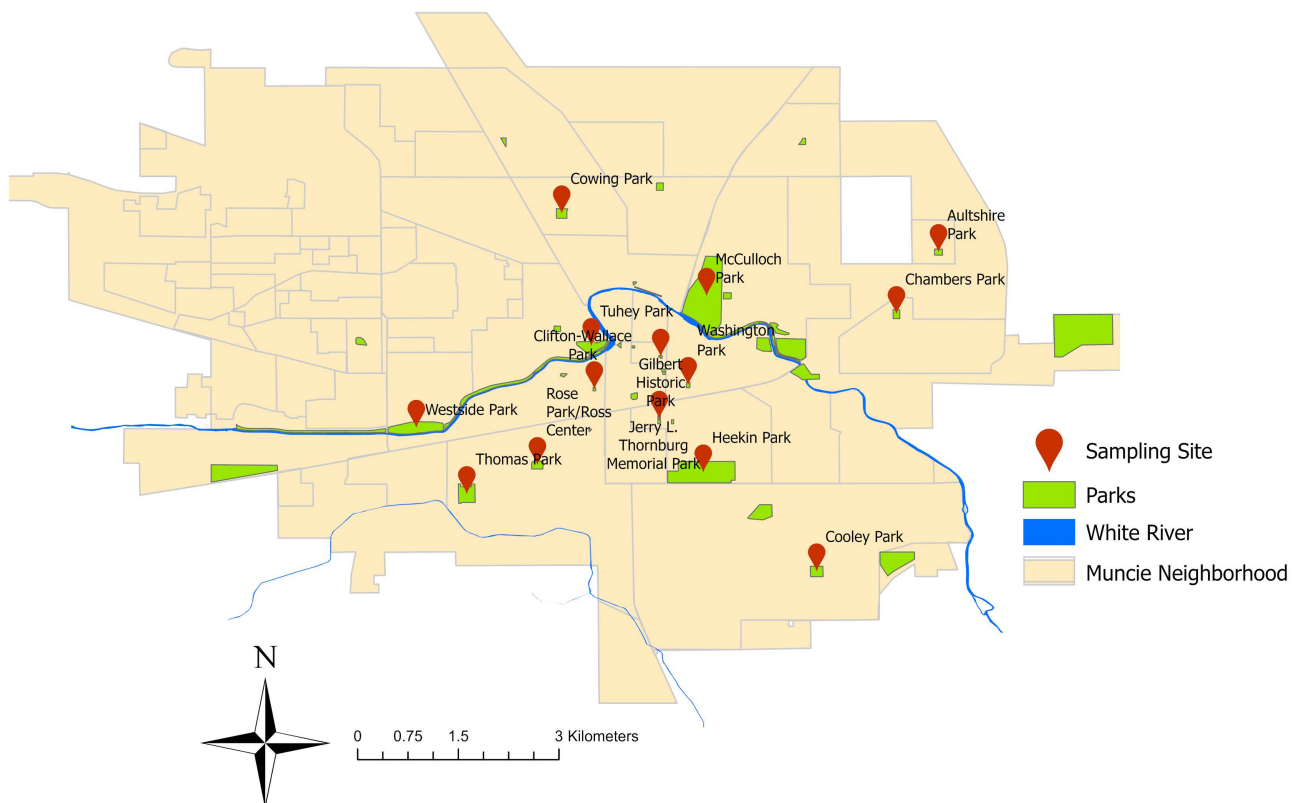 Cowing Park
Aultshire
Park
McCulloch
Park
Chambers Park
Tuhey Park
Clifton-Wallace
Park
Washington
Park
Gilbert
Historic
Park
Rose
Park/Ross
Center
Westside Park
Jerry L.
Thornburg
Memorial Park
Heekin Park
Thomas Park
Cooley Park
Sampling Site
Parks
White River
Muncie Neighborhood
N
0 0.75 1.5 3 Kilometers